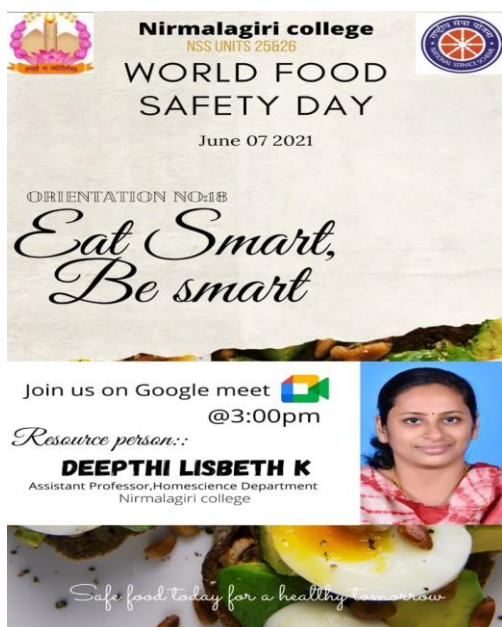 Nirmalagiri college
NSS UNITS 25&26
WORLD FOOD
SAFETY DAY
June 07 2021
ORIENTATION NO:18
Eat Smart,
Be smart
Join us on Google meet
@3:00pm
Resource person::
DEEPTHI LISBETH K
Assistant Professor,Homescience Department
Nirmalagiri college
Safe food today for a healthy tomorrow